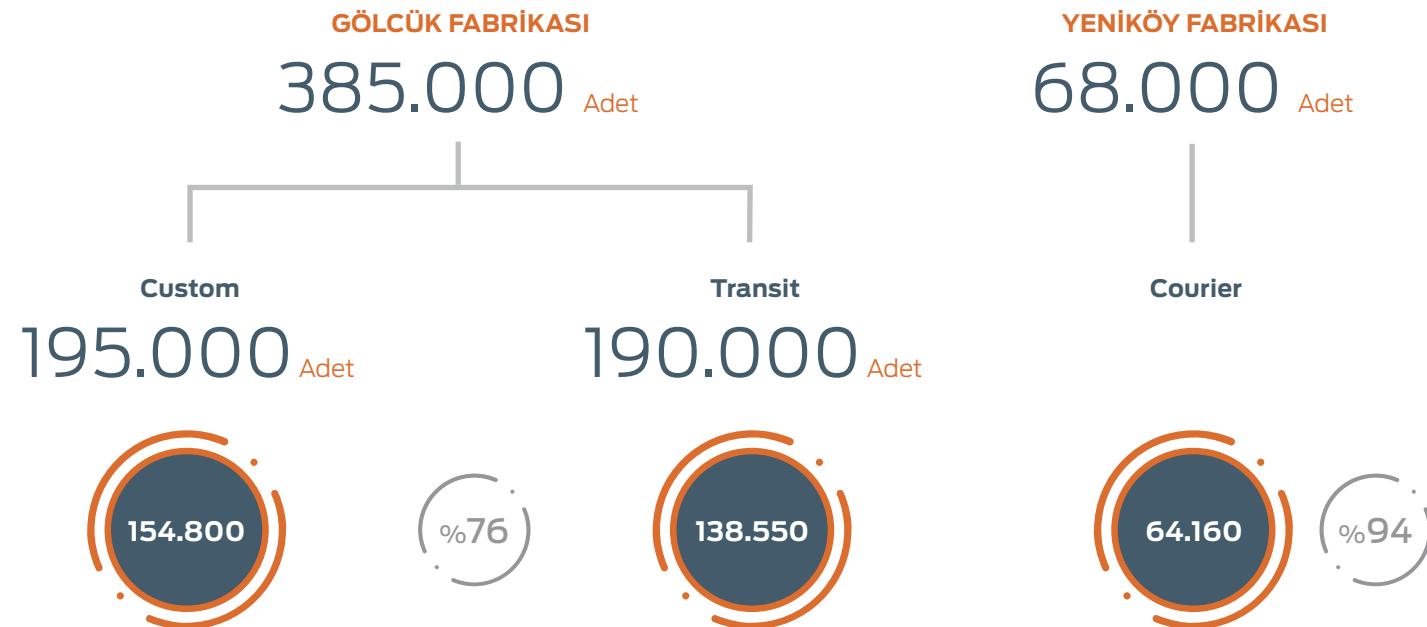 GÖLCÜK FABRİKASI
385.000 Adet
YENİKÖY FABRİKASI
68.000 Adet
Custom
195.000 Adet
Transit
190.000 Adet
Courier
154.800
%76
138.550
64.160
%94